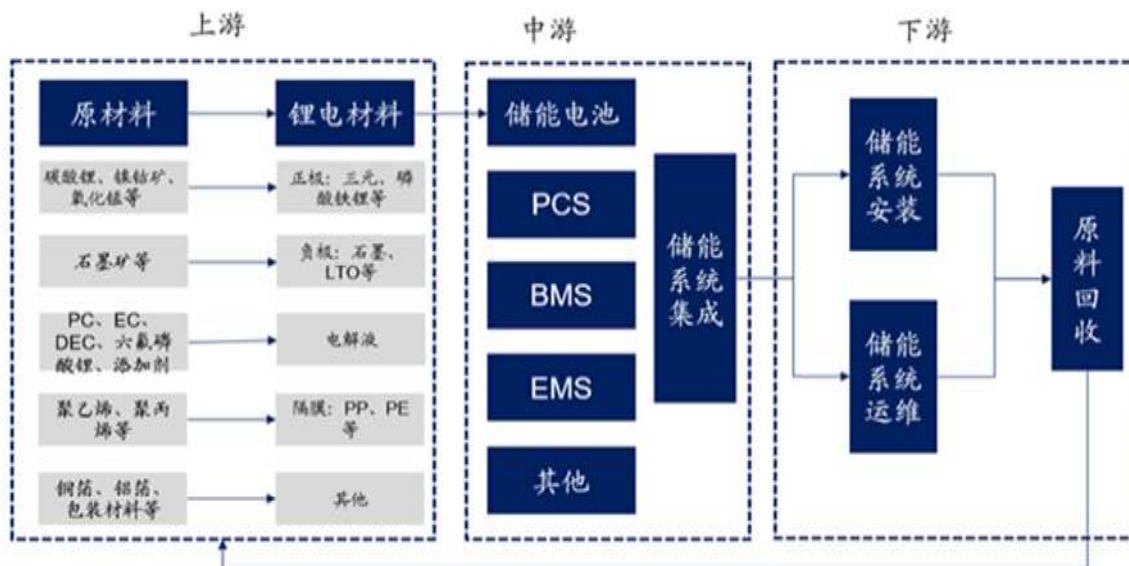 上游
中游
下游
原材料
锂电材料
碳酸锂、镍钴矿、
氧化锰等
正极：三元、磷
酸铁锂等
石墨矿等
负极：石墨、
LTO等
PC、EC、
DEC、六氟磷
酸锂、添加剂
电解液
聚乙烯、聚丙
烯等
隔膜：PP、PE
等
铜箔、铝箔、
包装材料等
其他
储能电池
PCS
BMS
EMS
其他
储能
系统
集成
储能
系统
安装
储能
系统
运维
原
料
回
收